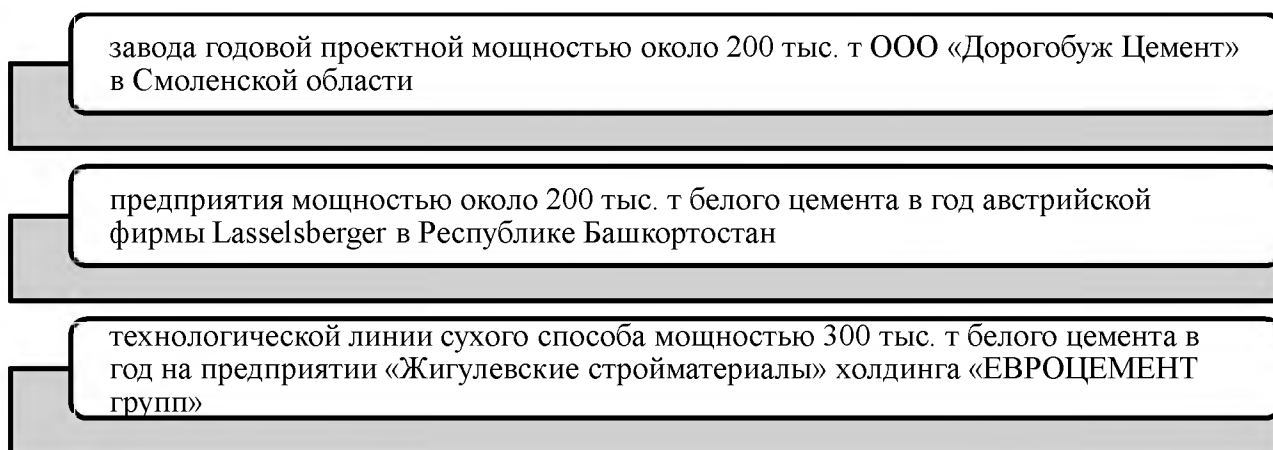 завода годовой проектной мощностью около 200 тыс. т ООО «Дорогобуж Цемент»
в Смоленской области
предприятия мощностью около 200 тыс. т белого цемента в год австрийской
фирмы Lasselsberger в Республике Башкортостан
технологической линии сухого способа мощностью 300 тыс. т белого цемента в
год на предприятии «Жигулевские стройматериалы» холдинга «ЕВРОЦЕМЕНТ
групп»